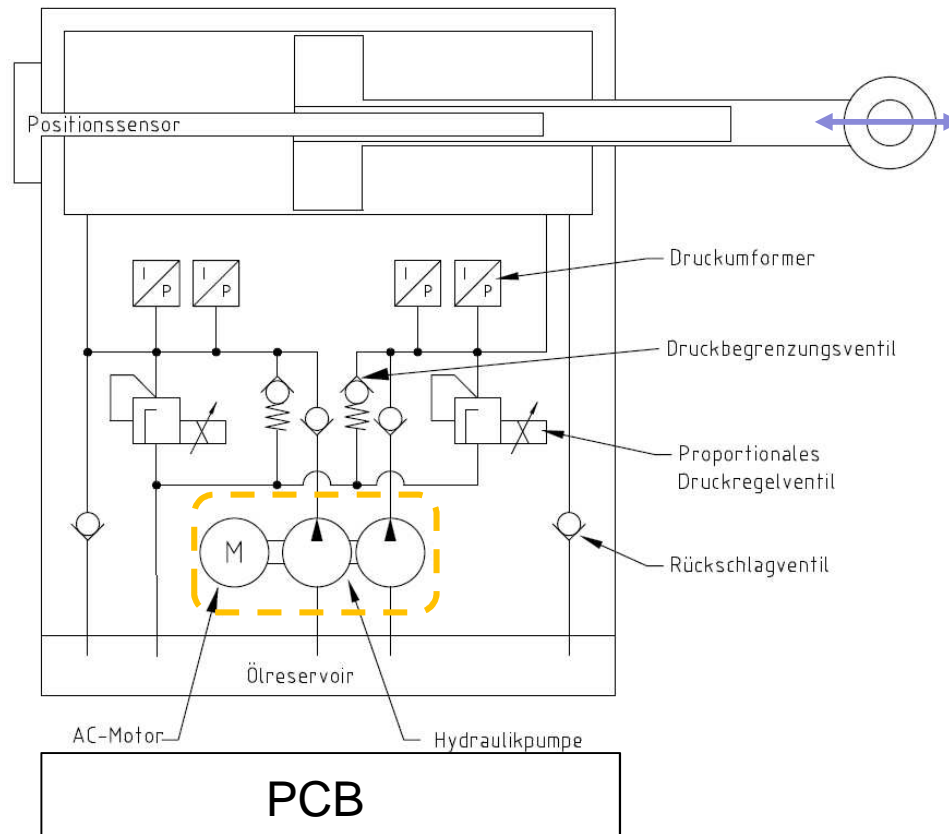 Positionssensor
I
P
I
P
I
P
I
P
Druckumformer
Druckbegrenzungsventil
Proportionales
Druckregelventil
M
Rückschlagventil
Ölreservoir
AC-Motor
Hydraulikpumpe
PCB